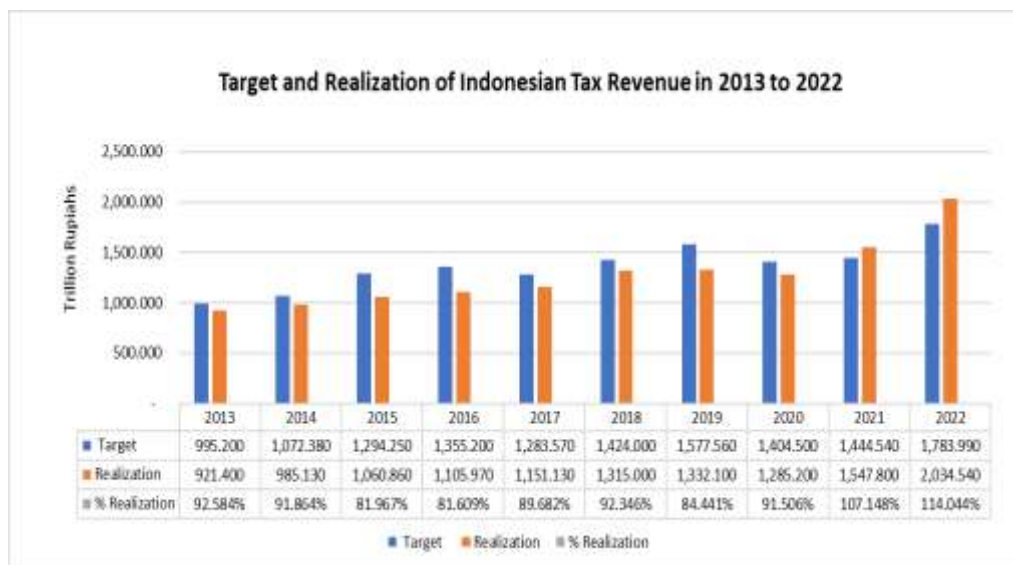 Target and Realization of Indonesian Tax Revenue in 2013 to 2022
Trillion Rupiahs
2,500.000
2,000.000
1,500.000
1,000.000
500.000
-
2013 2014 2015 2016 2017 2018 2019 2020 2021 2022
Target 995.200 1,072.380 1,294.250 1,355.200 1,283.570 1,424.000 1,577.560 1,404.500 1,444.540 1,783.990
Realization 921.400 985.130 1,060.860 1,105.970 1,151.130 1,315.000 1,332.100 1,285.200 1,547.800 2,034.540
% Realization 92.584% 91.864% 81.967% 81.609% 89.682% 92.346% 84.441% 91.506% 107.148% 114.044%
Target Realization % Realization